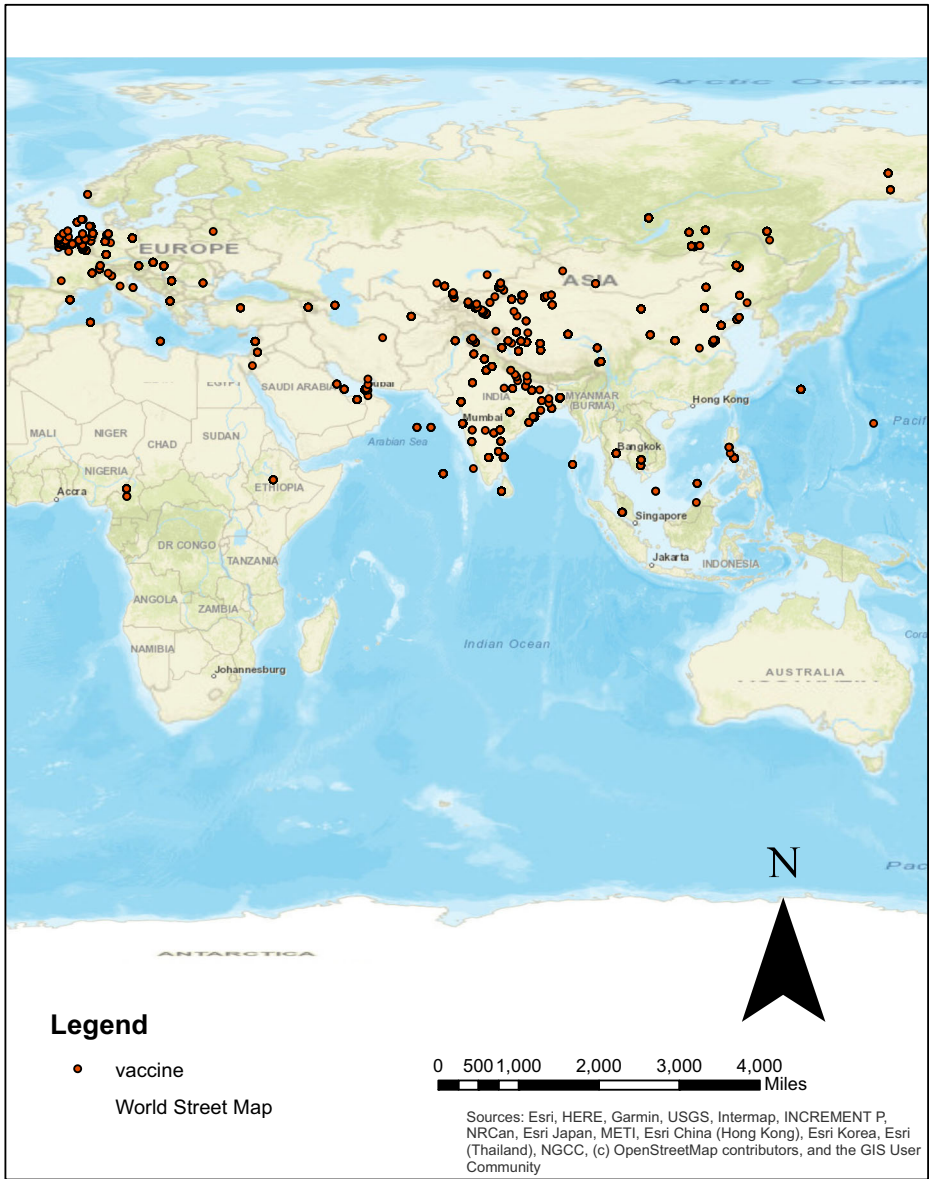 Arctic Ocean
EUROPE
ASIA
EGYPT
SAUDI ARABIA
Dubai
INDIA
MYANMAR
(BURMA)
Hong Kong
MALI
NIGER
CHAD
SUDAN
Arabian Sea
Mumbai
Pacif
NIGERIA
Bangkok
Accra
ETHIOPIA
Singapore
DR CONGO
TANZANIA
Jakarta
INDONESIA
ANGOLA
ZAMBIA
Cora
NAMIBIA
Indian Ocean
Johannesburg
AUSTRALIA
Pac
N
ANTARCTICA
Legend
vaccine
World Street Map
0 500 1,000 2,000 3,000 4,000
Miles
Sources: Esri, HERE, Garmin, USGS, Intermap, INCREMENT P,
NRCan, Esri Japan, METI, Esri China (Hong Kong), Esri Korea, Esri
(Thailand), NGCC, (c) OpenStreetMap contributors, and the GIS User
Community